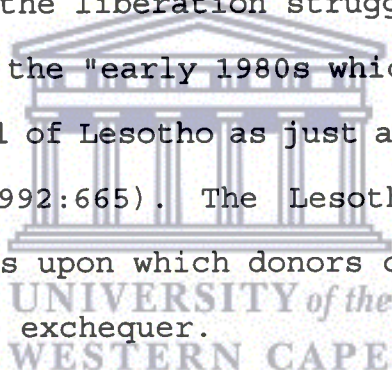 the liberation strugg
the "early 1980s whic
l of Lesotho as just a
992:665). The Lesoth
s upon which donors c
UNIVERSITY of the
exchequer.
WESTERN CAPE